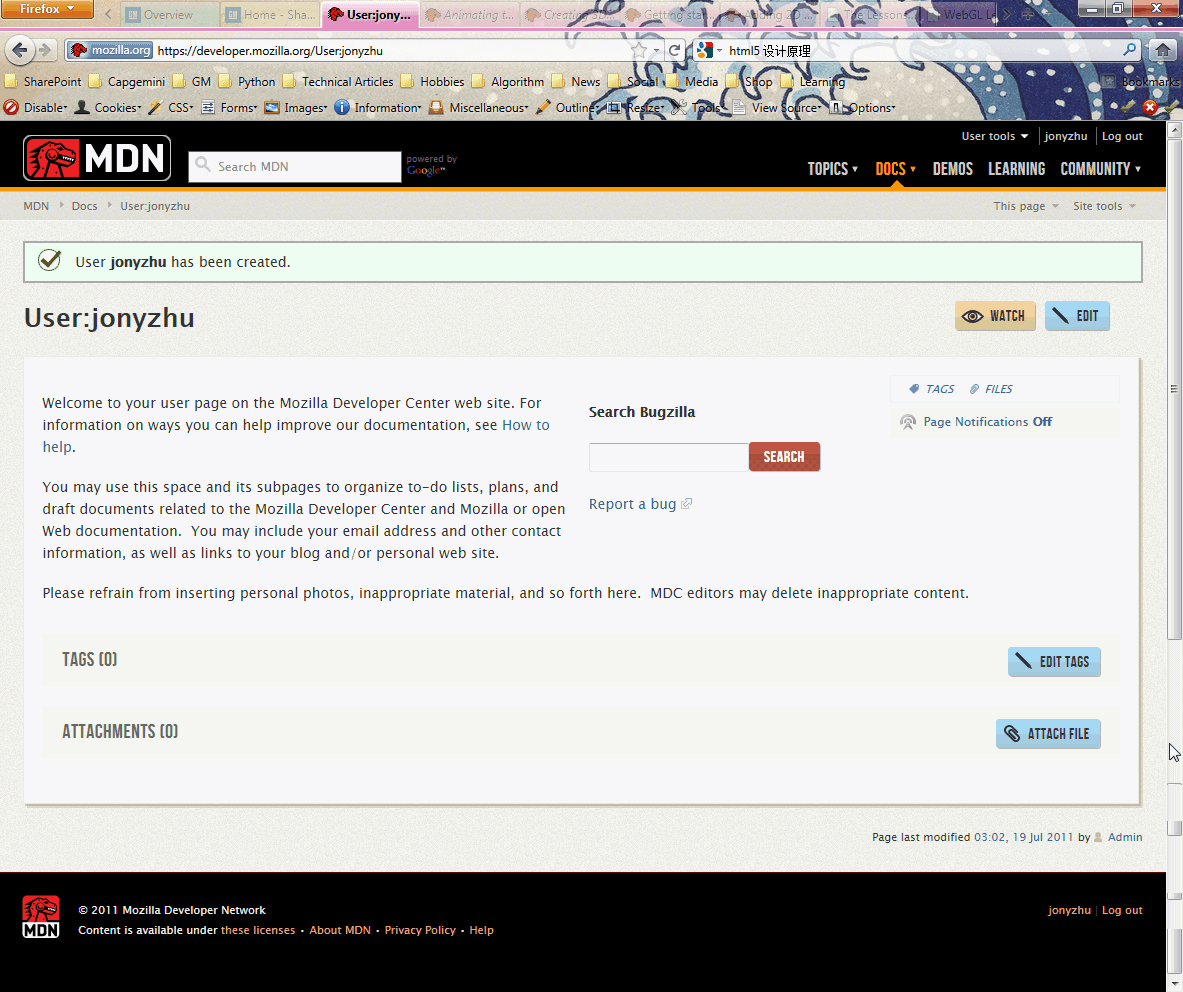 Firefox
Overview
Home - Sha...
User:jony...
Animating t...
Creating 3D...
Getting star...
Adding 2D ...
The Lessons...
WebGL Le
mozilla.org https://developer.mozilla.org/User:jonyzhu
html5 设计原理
SharePoint Capgemini GM Python Technical Articles Hobbies Algorithm News Social Media Shop Learning Bookmarks
Disable Cookies CSS Forms Images Information Miscellaneous Outline Resize Tools View Source Options
User tools jonyzhu Log out
MDN
Search MDN
powered by
Google™
TOPICS DOCS DEMOS LEARNING COMMUNITY
MDN Docs User:jonyzhu
This page Site tools
User jonyzhu has been created.
User:jonyzhu
WATCH EDIT
TAGS FILES
Page Notifications Off
Welcome to your user page on the Mozilla Developer Center web site. For
information on ways you can help improve our documentation, see How to
help.
You may use this space and its subpages to organize to-do lists, plans, and
draft documents related to the Mozilla Developer Center and Mozilla or open
Web documentation. You may include your email address and other contact
information, as well as links to your blog and/or personal web site.
Search Bugzilla
SEARCH
Report a bug
Please refrain from inserting personal photos, inappropriate material, and so forth here. MDC editors may delete inappropriate content.
TAGS (0)
EDIT TAGS
ATTACHMENTS (0)
ATTACH FILE
Page last modified 03:02, 19 Jul 2011 by Admin
MDN
© 2011 Mozilla Developer Network
Content is available under these licenses • About MDN • Privacy Policy • Help
jonyzhu | Log out